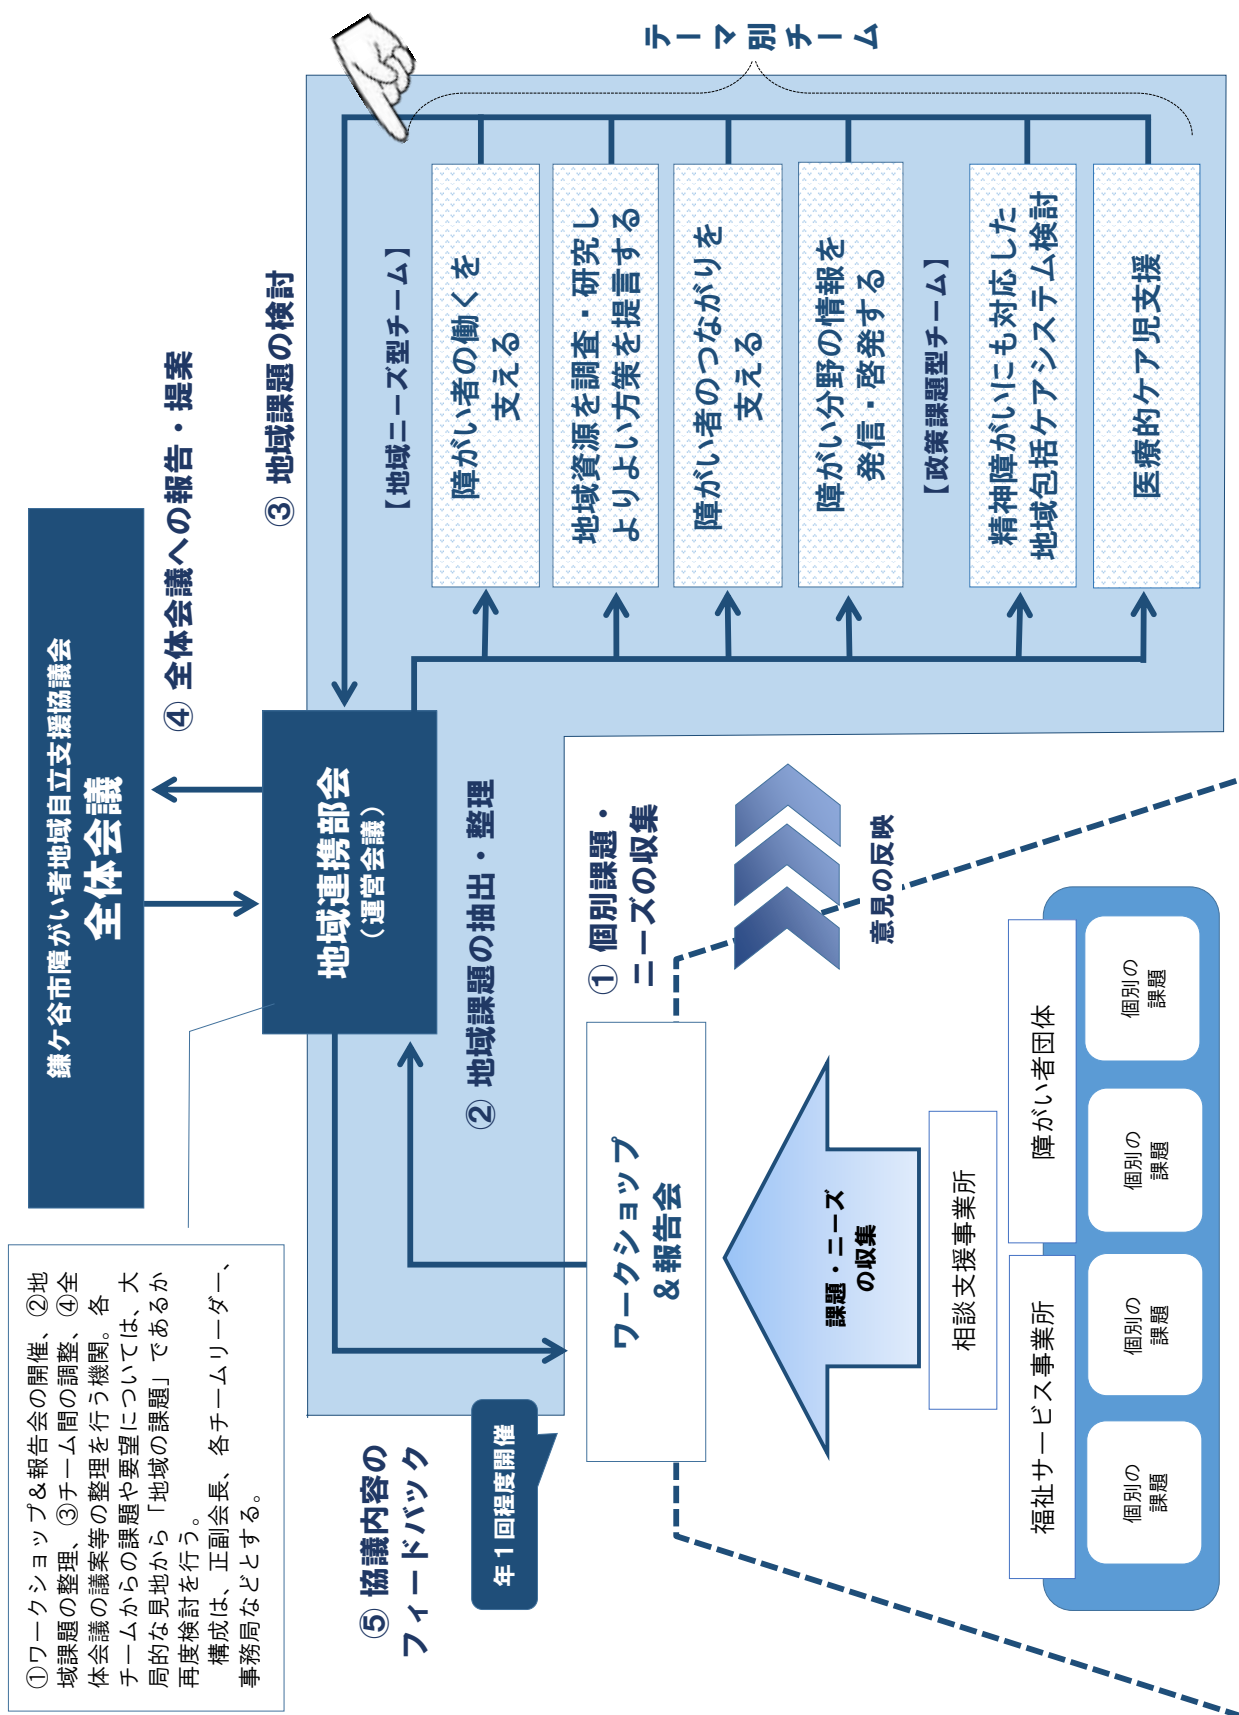 ①ワークショップ&報告会の開催、②地
域課題の整理、③チーム間の調整、④全
体会議の議案等の整理を行う機関。各
チームからの課題や要望については、大
局的な見地から「地域の課題」であるか
再度検討を行う。
構成は、正副会長、各チームリーダー、
事務局などとする。
鎌ケ谷市障がい者地域自立支援協議会
全体会議
④ 全体会議への報告・提案
地域連携部会
（運営会議）
③ 地域課題の検討
⑤ 協議内容の
フィードバック
② 地域課題の抽出・整理
年１回程度開催
ワークショップ
&報告会
① 個別課題・
ニーズの収集
意見の反映
課題・ニーズ
の収集
相談支援事業所
福祉サービス事業所
障がい者団体
個別の
課題
個別の
課題
個別の
課題
個別の
課題
【地域ニーズ型チーム】
障がい者の働くを
支える
地域資源を調査・研究し
よりよい方策を提言する
障がい者のつながりを
支える
障がい分野の情報を
発信・啓発する
【政策課題型チーム】
精神障がいにも対応した
地域包括ケアシステム検討
医療的ケア児支援
テーマ別チーム